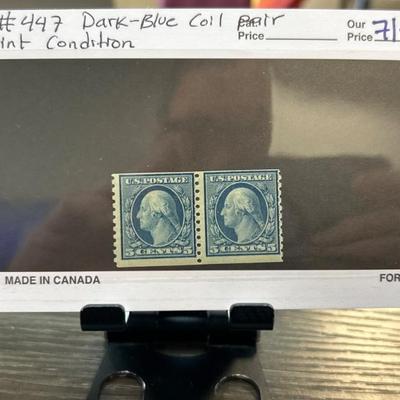 #447 Dark-Blue Coil pair
Price Our
Price 71
int Condition
U.S. POSTAGE U.S. POSTAGE
5 CENTS 5 5 CENTS 5
MADE IN CANADA FOR